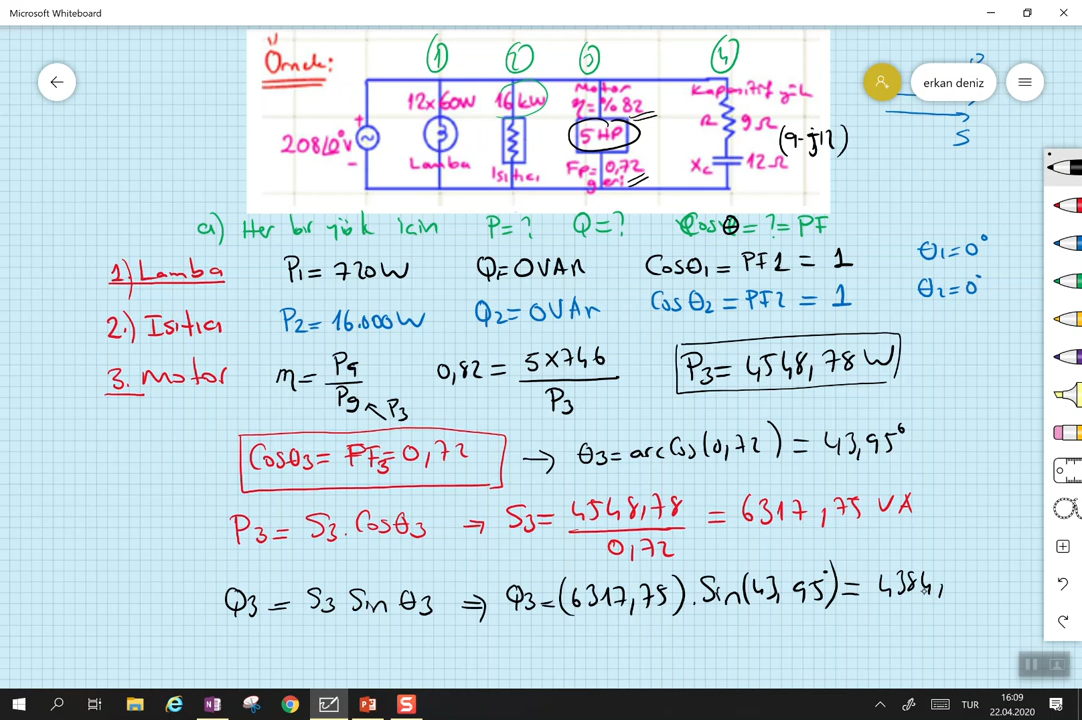 Microsoft Whiteboard
Örnek:
1 2 3 4
12x60W 16kW Motor Kapasitif yük
η=%82
R 9Ω
(9-j12)
208∠0°V + - 3 5 HP
Lamba Isıtıcı Fp=0,72 geri Xc 12Ω
erkan deniz
S
a) Her bir yük için P=? Q=? Cosθ=?=PF
1) Lamba P1=720W Q1=0VAr Cosθ1=PF1=1 θ1=0°
2.) Isıtıcı P2=16.000W Q2=0VAr Cosθ2=PF2=1 θ2=0°
3. Motor η=Pq/Pg ↖P3 0,82=5x746/P3 P3=4548,78W
Cosθ3=PF3=0,72 → θ3=arcCos(0,72)=43,95°
P3=S3.Cosθ3 → S3=4548,78/0,72=6317,75 VA
Q3=S3 Sin θ3 ⇒ Q3=(6317,75).Sin(43,95°)=4384,
TUR
16:09
22.04.2020